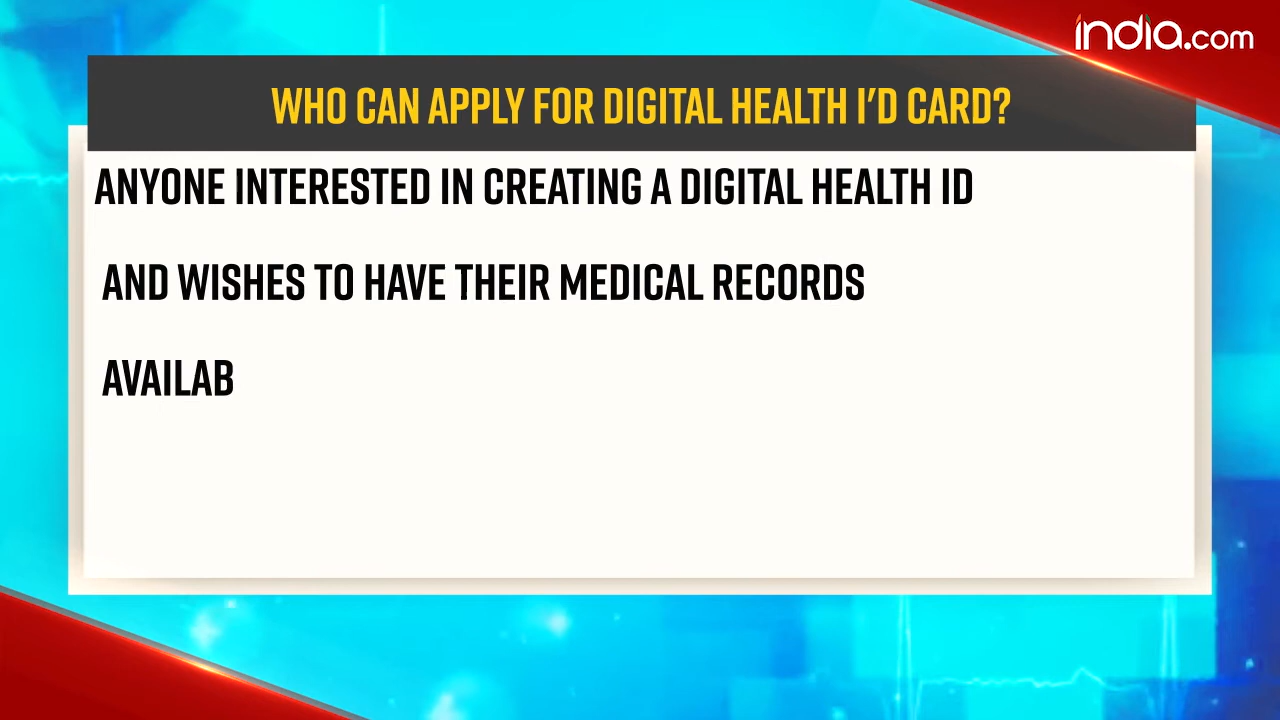 india.com
WHO CAN APPLY FOR DIGITAL HEALTH I'D CARD?
ANYONE INTERESTED IN CREATING A DIGITAL HEALTH ID
AND WISHES TO HAVE THEIR MEDICAL RECORDS
AVAILAB